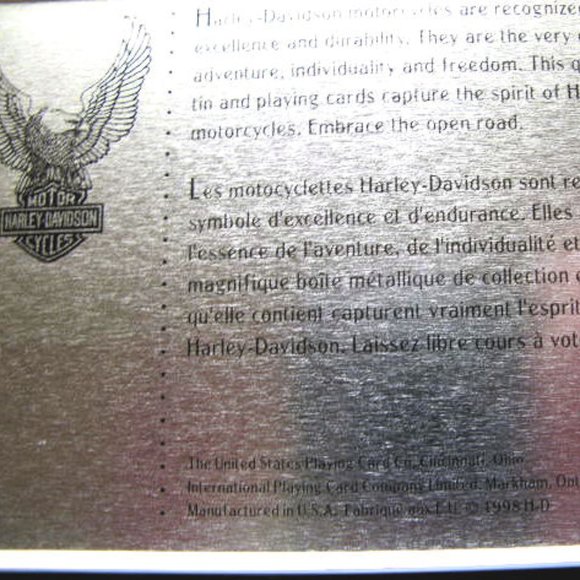 MOTOR
HARLEY-DAVIDSON
CYCLES
Harley-Davidson motorcycles are recognize
excellence and durability. They are the very
adventure, individuality and freedom. This q
tin and playing cards capture the spirit of H
motorcycles. Embrace the open road.
Les motocyclettes Harley-Davidson sont re
symbole d'excellence et d'endurance. Elles
l'essence de l'aventure, de l'individualité et
magnifique boîte métallique de collection
qu'elle contient capturent vraiment l'esprit
Harley-Davidson. Laissez libre cours à vot
The United States Playing Card Co. Cincinnati, Ohio
International Playing Card Company Limited, Markham, Ont
Manufactured in U.S.A. Fabriqué aux É.-U. © 1998 H-D